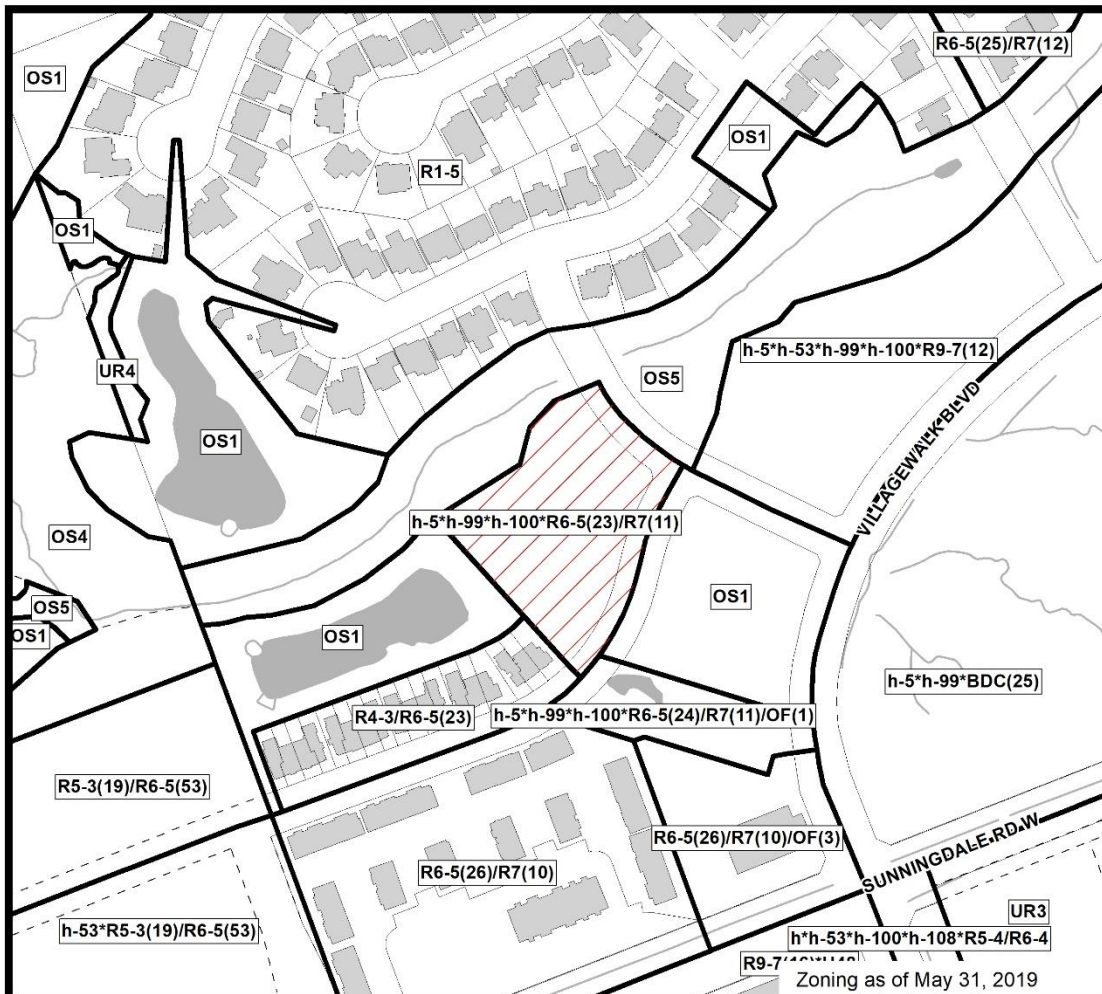 R6-5(25)/R7(12)
OS1
OS1
R1-5
OS1
h-5*h-53*h-99*h-100*R9-7(12)
UR4
OS5
VILLAGEWALK BLVD
OS1
h-5*h-99*h-100*R6-5(23)/R7(11)
OS4
OS1
OS5
OS1
OS1
h-5*h-99*BDC(25)
R4-3/R6-5(23)
h-5*h-99*h-100*R6-5(24)/R7(11)/OF(1)
R5-3(19)/R6-5(53)
R6-5(26)/R7(10)/OF(3)
SUNNINGDALE RD W
R6-5(26)/R7(10)
UR3
h-53*R5-3(19)/R6-5(53)
h*h-53*h-100*h-108*R5-4/R6-4
Zoning as of May 31, 2019